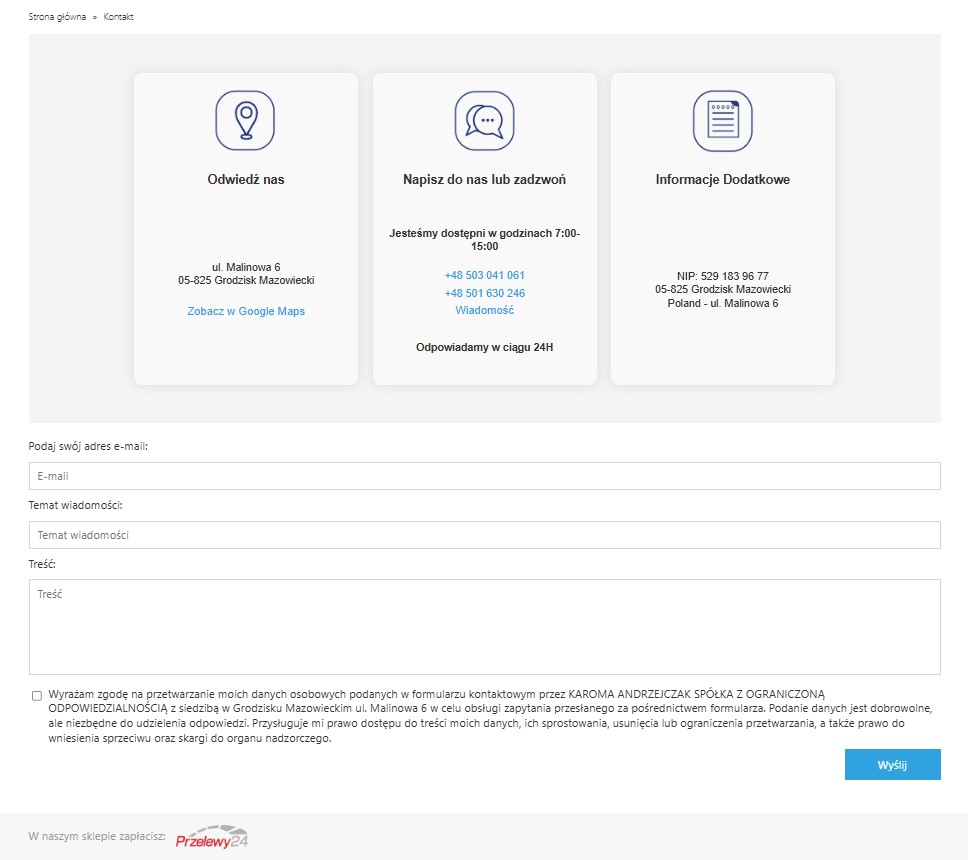 Strona główna » Kontakt
Odwiedź nas
ul. Malinowa 6
05-825 Grodzisk Mazowiecki
Zobacz w Google Maps
Napisz do nas lub zadzwoń
Jesteśmy dostępni w godzinach 7:00-
15:00
+48 503 041 061
+48 501 630 246
Wiadomość
Odpowiadamy w ciągu 24H
Informacje Dodatkowe
NIP: 529 183 96 77
05-825 Grodzisk Mazowiecki
Poland - ul. Malinowa 6
Podaj swój adres e-mail:
E-mail
Temat wiadomości:
Temat wiadomości
Treść:
Treść
Wyrażam zgodę na przetwarzanie moich danych osobowych podanych w formularzu kontaktowym przez KAROMA ANDRZEJCZAK SPÓŁKA Z OGRANICZONĄ
ODPOWIEDZIALNOŚCIĄ z siedzibą w Grodzisku Mazowieckim ul. Malinowa 6 w celu obsługi zapytania przesłanego za pośrednictwem formularza. Podanie danych jest dobrowolne,
ale niezbędne do udzielenia odpowiedzi. Przysługuje mi prawo dostępu do treści moich danych, ich sprostowania, usunięcia lub ograniczenia przetwarzania, a także prawo do
wniesienia sprzeciwu oraz skargi do organu nadzorczego.
Wyślij
W naszym sklepie zapłacisz: Przelewy24